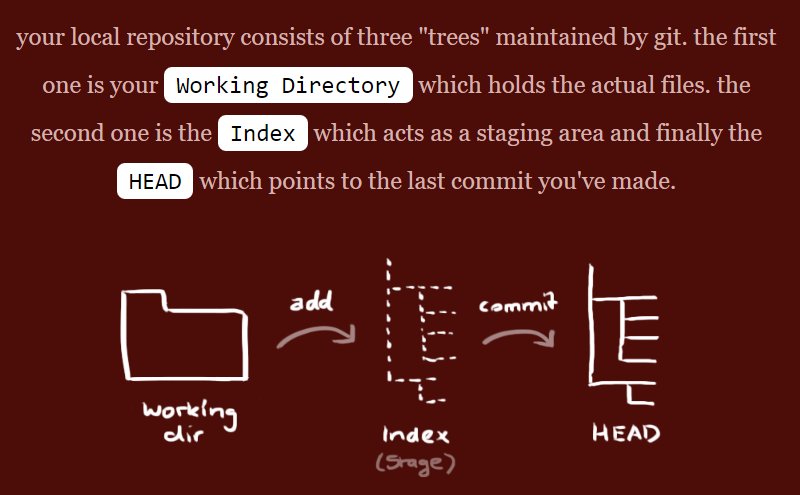 your local repository consists of three "trees" maintained by git. the first
one is your Working Directory which holds the actual files. the
second one is the Index which acts as a staging area and finally the
HEAD which points to the last commit you've made.
add
commit
working
dir
Index
(Stage)
HEAD